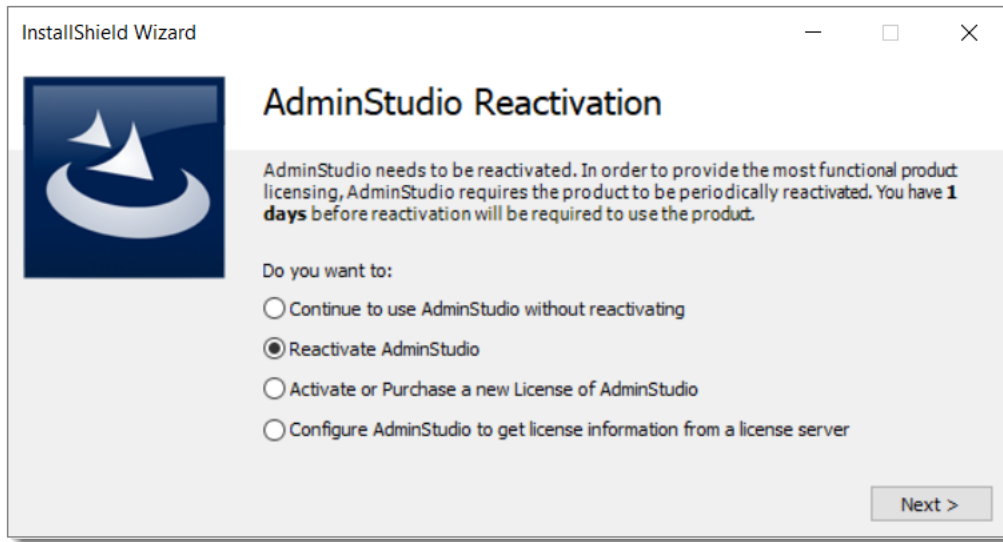 InstallShield Wizard
AdminStudio Reactivation
AdminStudio needs to be reactivated. In order to provide the most functional product
licensing, AdminStudio requires the product to be periodically reactivated. You have 1
days before reactivation will be required to use the product.
Do you want to:
Continue to use AdminStudio without reactivating
Reactivate AdminStudio
Activate or Purchase a new License of AdminStudio
Configure AdminStudio to get license information from a license server
Next >